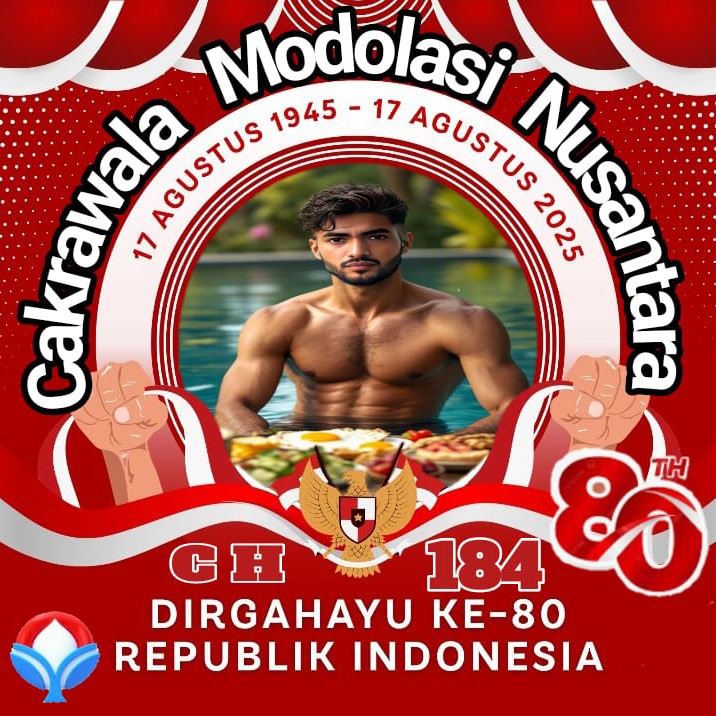 Cakrawala Modolasi Nusantara
17 AGUSTUS 1945 - 17 AGUSTUS 2025
80TH
CH 184
DIRGAHAYU KE-80
REPUBLIK INDONESIA